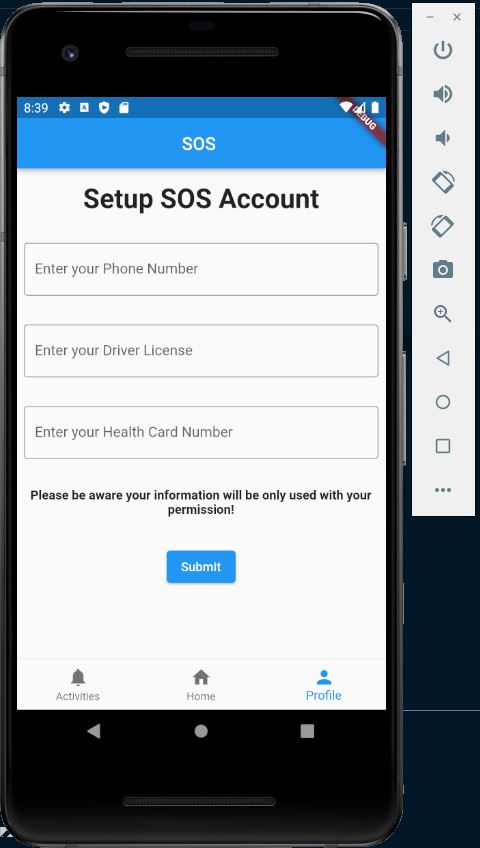 8:39
DEBUG
SOS
Setup SOS Account
Enter your Phone Number
Enter your Driver License
Enter your Health Card Number
Please be aware your information will be only used with your
permission!
Submit
Activities
Home
Profile